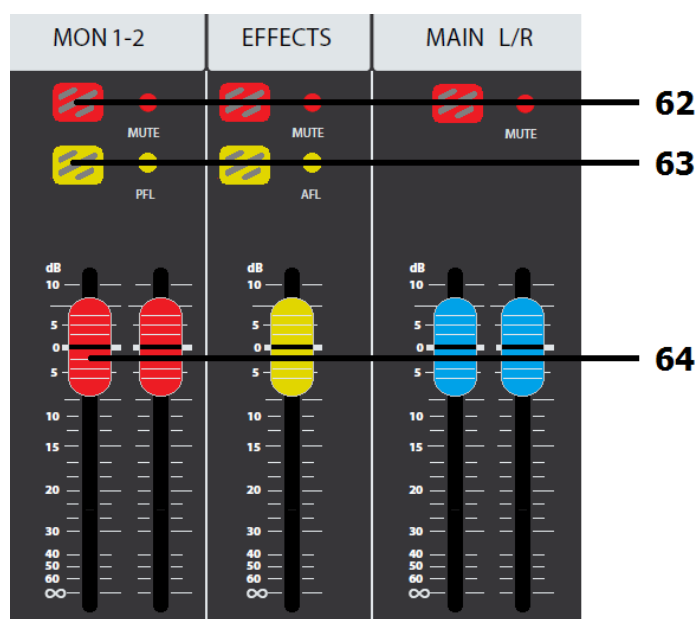 MON 1-2 EFFECTS MAIN L/R
62
MUTE MUTE MUTE
63
PFL AFL
dB dB dB
10 10 10
5 5 5
0 0 0
64
5 5 5
10 10 10
15 15 15
20 20 20
30 30 30
40 40 40
50 50 50
60 60 60
∞ ∞ ∞